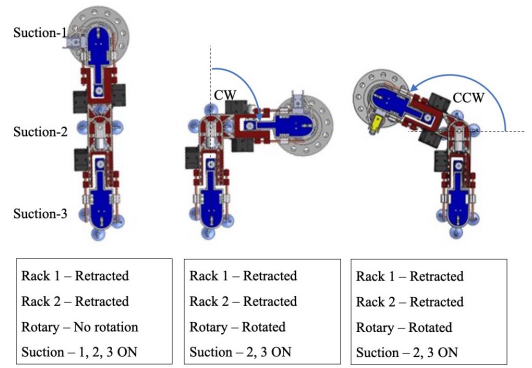 Suction-1
Suction-2
Suction-3
CW
CCW
Rack 1 – Retracted
Rack 2 – Retracted
Rotary – No rotation
Suction – 1, 2, 3 ON
Rack 1 – Retracted
Rack 2 – Retracted
Rotary – Rotated
Suction – 2, 3 ON
Rack 1 – Retracted
Rack 2 – Retracted
Rotary – Rotated
Suction – 2, 3 ON